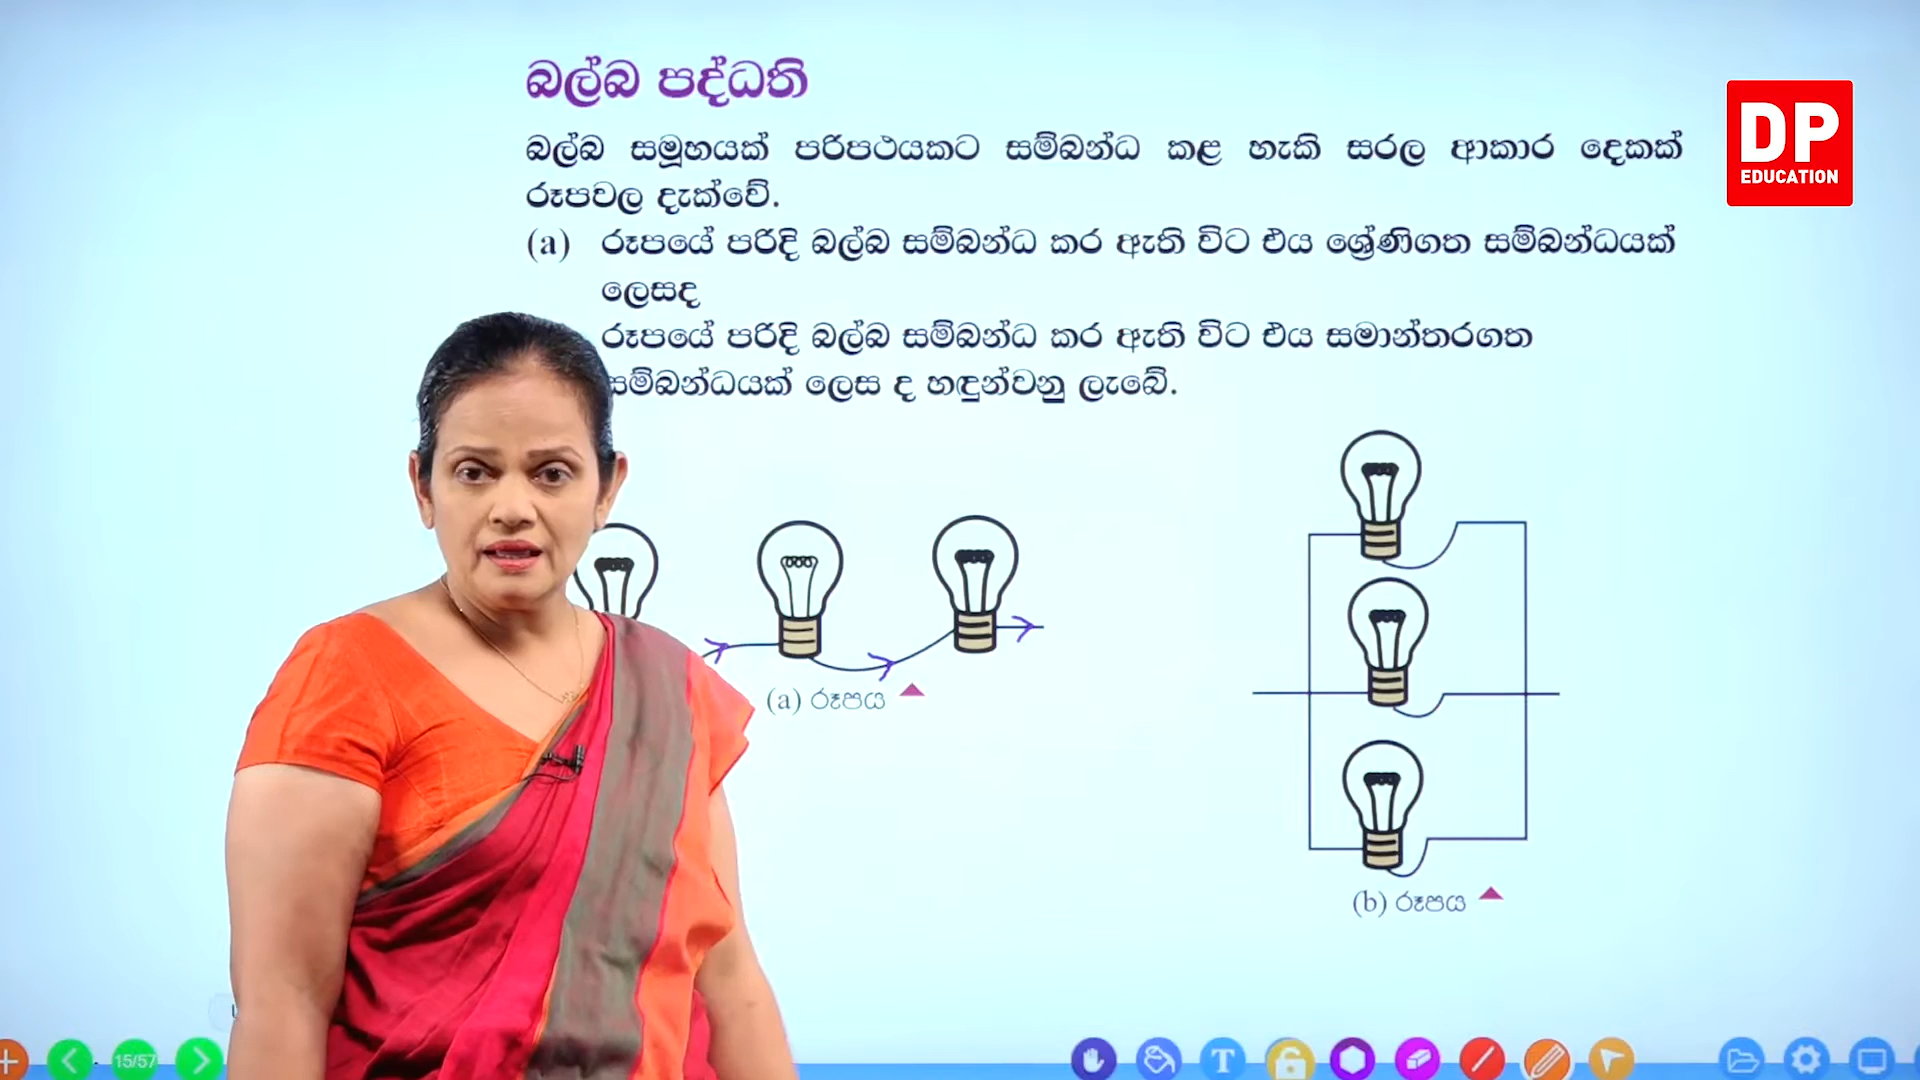 බල්බ පද්ධති
බල්බ සමූහයක් පරිපථයකට සම්බන්ධ කළ හැකි සරල ආකාර දෙකක්
රූපවල දැක්වේ.
(a) රූපයේ පරිදි බල්බ සම්බන්ධ කර ඇති විට එය ශ්‍රේණිගත සම්බන්ධයක්
ලෙසද
රූපයේ පරිදි බල්බ සම්බන්ධ කර ඇති විට එය සමාන්තරගත
සම්බන්ධයක් ලෙස ද හඳුන්වනු ලැබේ.
(a) රූපය
(b) රූපය
DP
EDUCATION
15/57
T